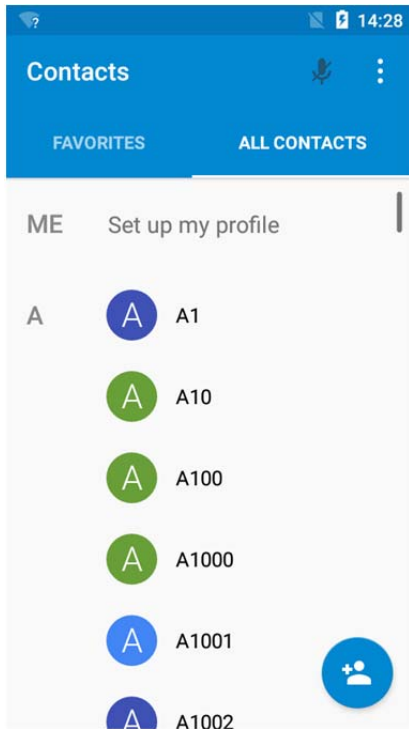 ? 14:28
Contacts
FAVORITES ALL CONTACTS
ME Set up my profile
A A A1
A A10
A A100
A A1000
A A1001
A A1002